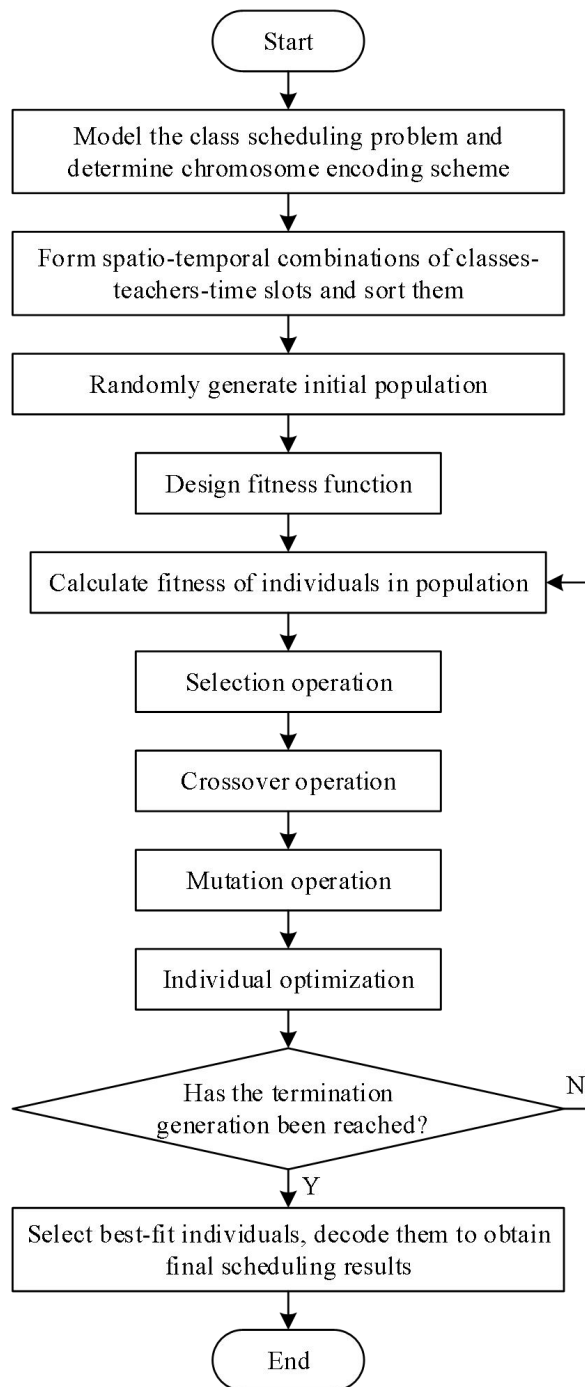 Start
Model the class scheduling problem and
determine chromosome encoding scheme
Form spatio-temporal combinations of classes-
teachers-time slots and sort them
Randomly generate initial population
Design fitness function
Calculate fitness of individuals in population
Selection operation
Crossover operation
Mutation operation
Individual optimization
Has the termination
generation been reached?
N
Y
Select best-fit individuals, decode them to obtain
final scheduling results
End